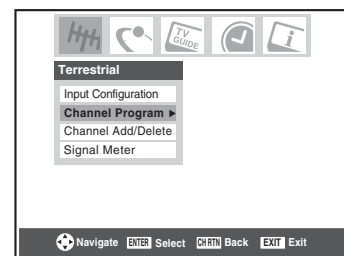 TV GUIDE
i
Terrestrial
Input Configuration
Channel Program ▶
Channel Add/Delete
Signal Meter
Navigate ENTER Select CH RTN Back EXIT Exit